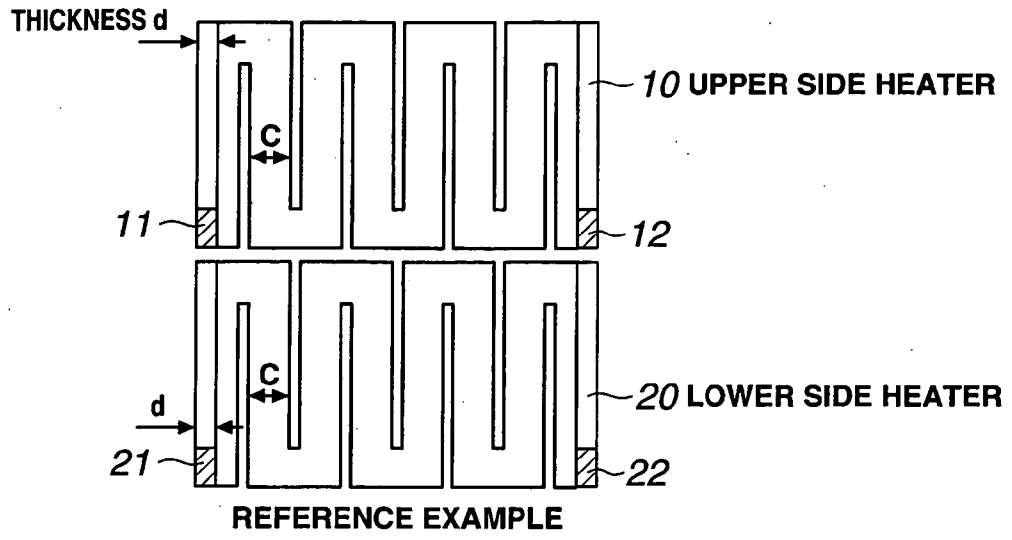 THICKNESS d
10 UPPER SIDE HEATER
C
11
12
C
20 LOWER SIDE HEATER
d
21
22
REFERENCE EXAMPLE